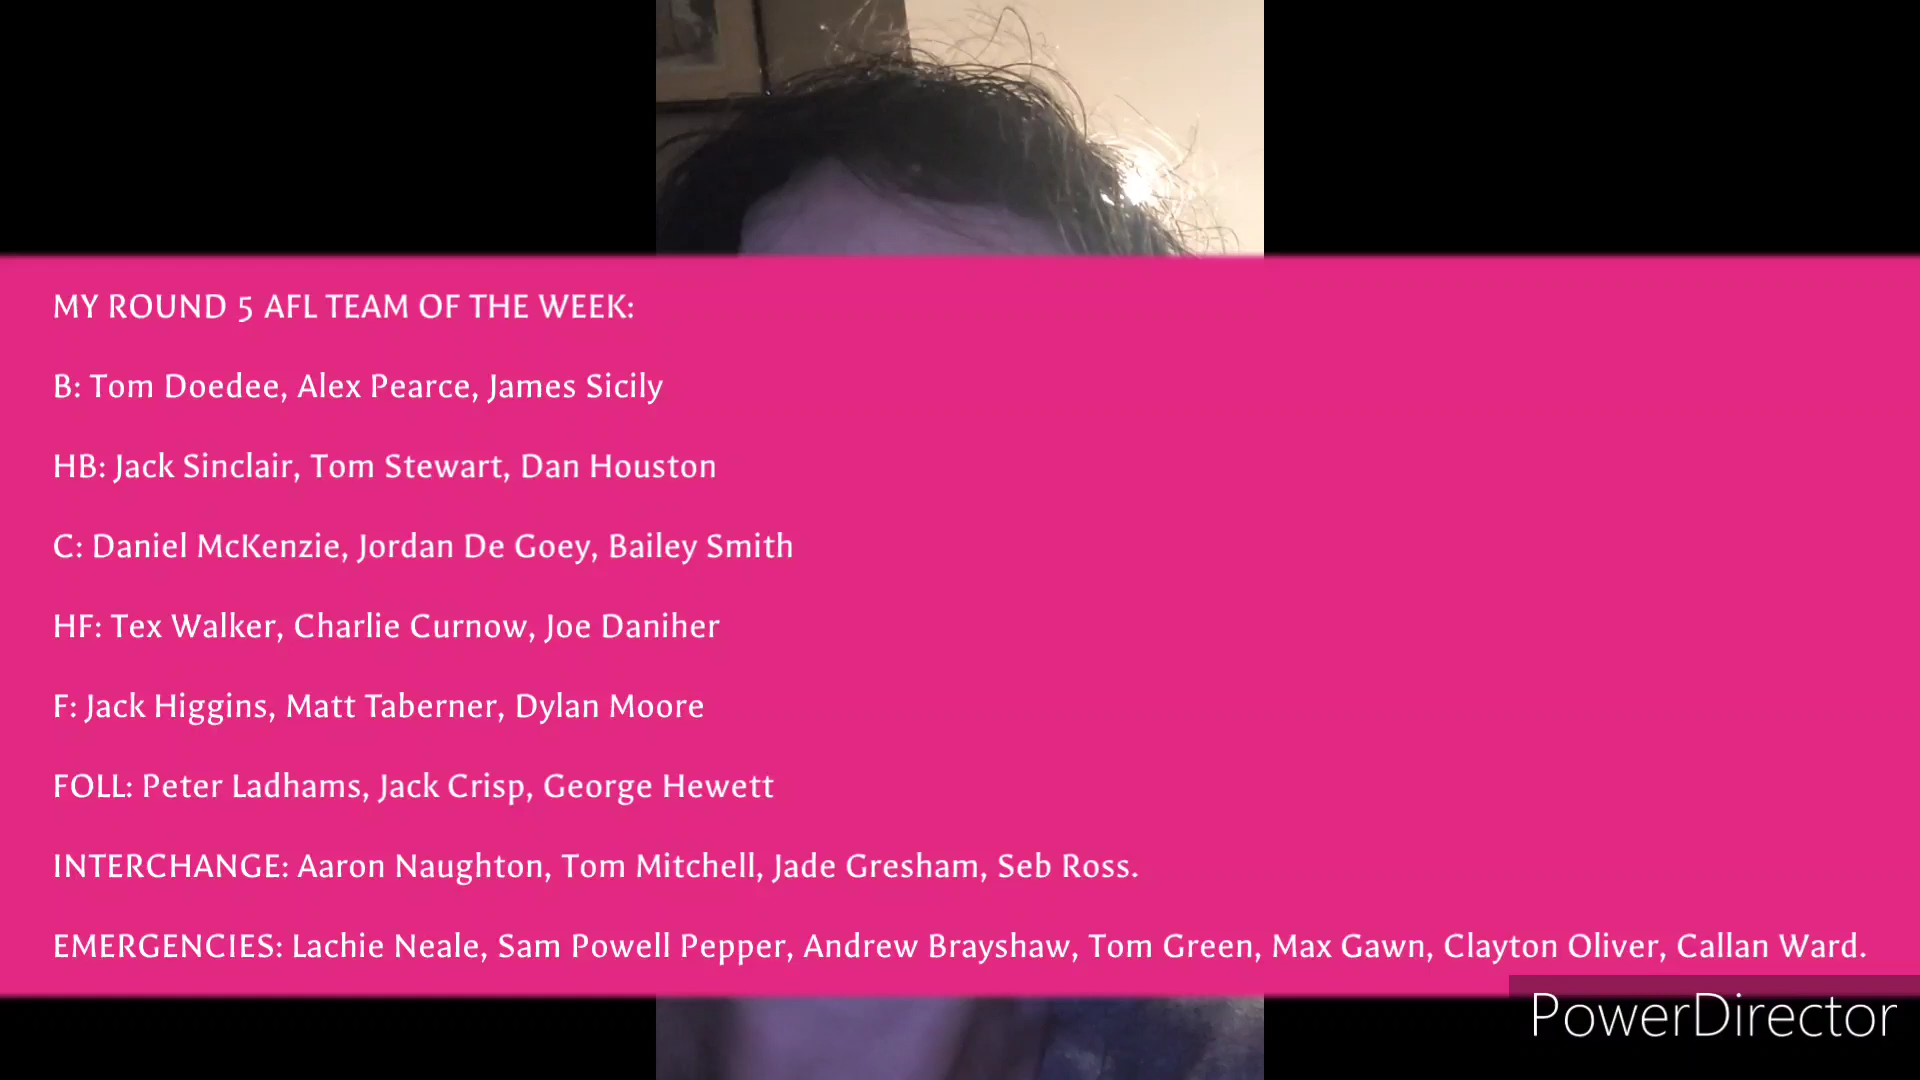 MY ROUND 5 AFL TEAM OF THE WEEK:
B: Tom Doedee, Alex Pearce, James Sicily
HB: Jack Sinclair, Tom Stewart, Dan Houston
C: Daniel McKenzie, Jordan De Goey, Bailey Smith
HF: Tex Walker, Charlie Curnow, Joe Daniher
F: Jack Higgins, Matt Taberner, Dylan Moore
FOLL: Peter Ladhams, Jack Crisp, George Hewett
INTERCHANGE: Aaron Naughton, Tom Mitchell, Jade Gresham, Seb Ross.
EMERGENCIES: Lachie Neale, Sam Powell Pepper, Andrew Brayshaw, Tom Green, Max Gawn, Clayton Oliver, Callan Ward.
PowerDirector